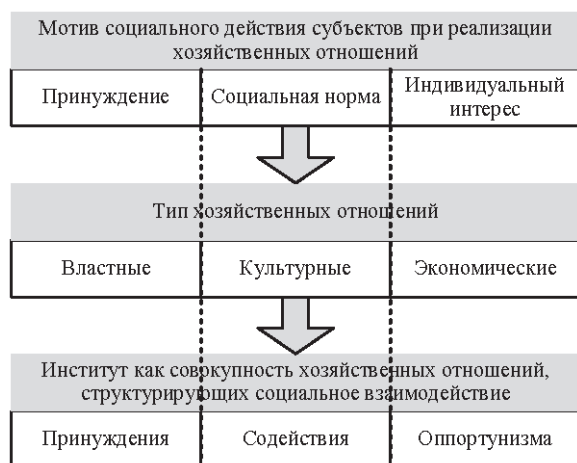 Мотив социального действия субъектов при реализации
хозяйственных отношений
Принуждение
Социальная норма
Индивидуальный
интерес
Тип хозяйственных отношений
Властные
Культурные
Экономические
Институт как совокупность хозяйственных отношений,
структурирующих социальное взаимодействие
Принуждения
Содействия
Оппортунизма